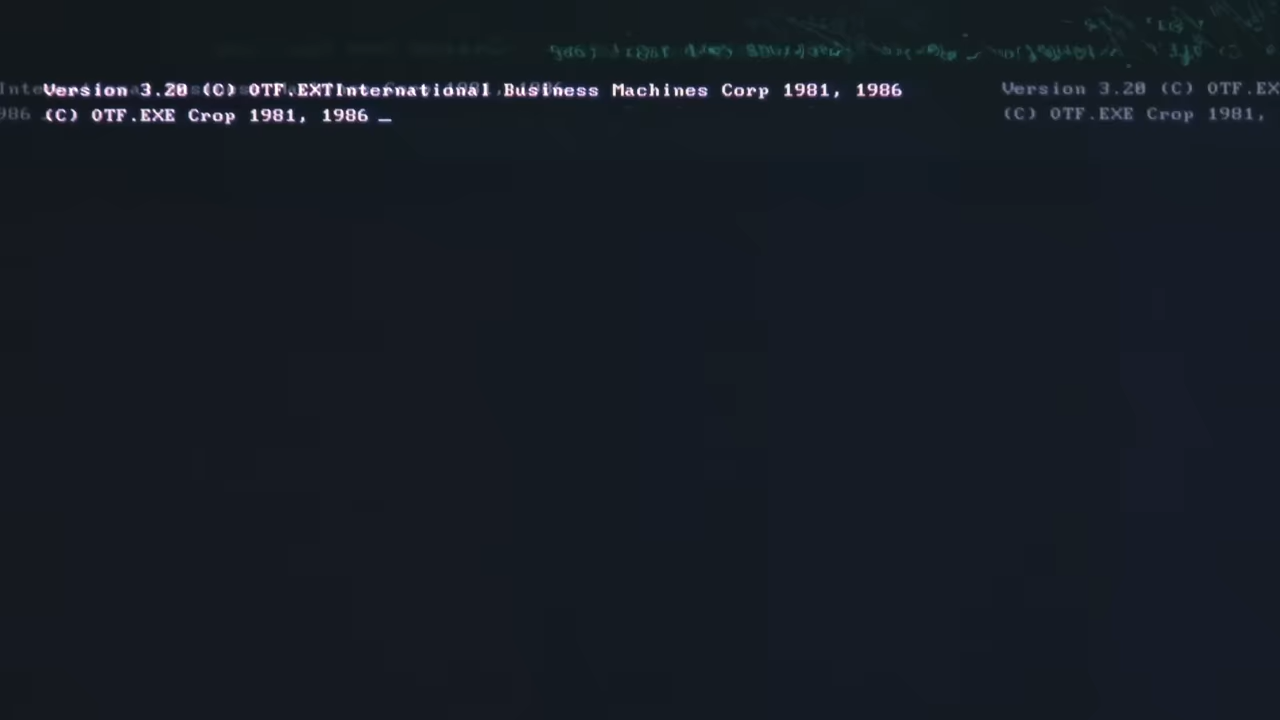 Version 3.20 (C) OTF.EXTInternational Business Machines Corp 1981, 1986
(C) OTF.EXE Crop 1981, 1986 _
Version 3.20 (C) OTF.EX
(C) OTF.EXE Crop 1981,